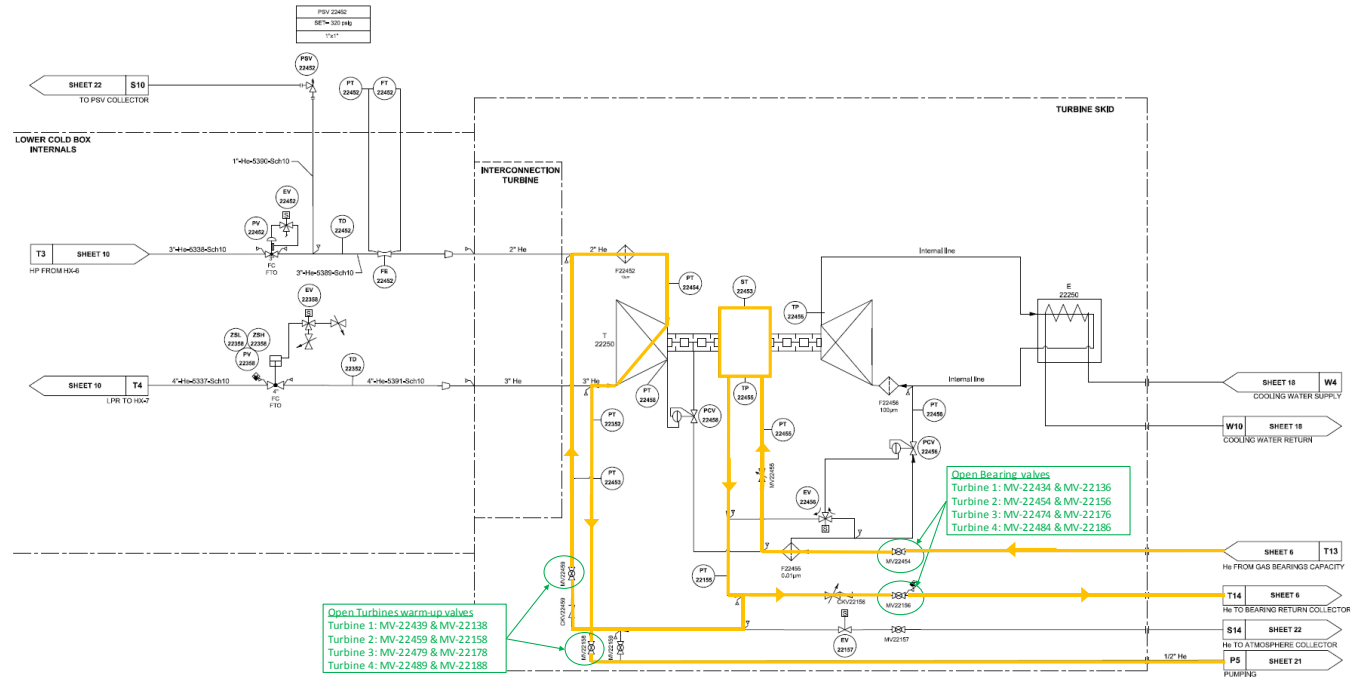 PSV 22452
SET= 320 psig
1"x1"
PSV
22452
PT
22452
FT
22452
SHEET 22
S10
TO PSV COLLECTOR
TURBINE SKID
LOWER COLD BOX
INTERNALS
1"-He-5390-Sch10
INTERCONNECTION
TURBINE
EV
22452
S
PV
22452
TD
22452
T3
SHEET 10
HP FROM HX-6
3"-He-5338-Sch10
FC
FTO
3"-He-5389-Sch10
FE
22452
2" He
2" He
F22452
PT
22454
ST
22453
TP
22459
Internal line
E
22250
EV
22358
S
ZSL
22358
ZSH
22358
PV
22358
TD
22352
T
22250
SHEET 10
T4
LPR TO HX-7
4"-He-5337-Sch10
4"
FC
FTO
4"-He-5391-Sch10
3" He
3" He
PT
22458
TP
22455
Internal line
F22456
100µm
SHEET 18
W4
COOLING WATER SUPPLY
W10
SHEET 18
COOLING WATER RETURN
PT
22352
PCV
22458
PT
22455
PT
22456
PCV
22456
PT
22453
MV22455
EV
22456
S
Open Bearing valves
Turbine 1: MV-22434 & MV-22136
Turbine 2: MV-22454 & MV-22156
Turbine 3: MV-22474 & MV-22176
Turbine 4: MV-22484 & MV-22186
F22455
0.01µm
MV22454
SHEET 6
T13
He FROM GAS BEARINGS CAPACITY
PT
22155
MV22459
CKV22459
CKV22156
MV22156
T14
SHEET 6
He TO BEARING RETURN COLLECTOR
Open Turbines warm-up valves
Turbine 1: MV-22439 & MV-22138
Turbine 2: MV-22459 & MV-22158
Turbine 3: MV-22479 & MV-22178
Turbine 4: MV-22489 & MV-22188
MV22158
MV22159
S
EV
22157
MV22157
S14
SHEET 22
He TO ATMOSPHERE COLLECTOR
1/2" He
P5
SHEET 21
PUMPING